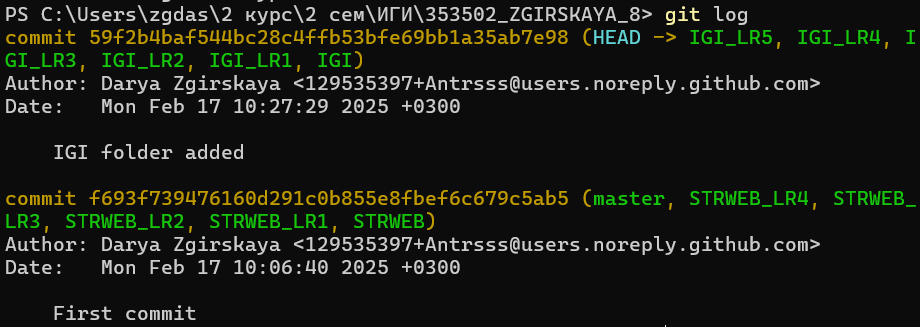 PS C:\Users\zgdas\2 курс\2 сем\ИГИ\353502_ZGIRSKAYA_8> git log
commit 59f2b4baf544bc28c4ffb53bfe69bb1a35ab7e98 (HEAD -> IGI_LR5, IGI_LR4, I
GI_LR3, IGI_LR2, IGI_LR1, IGI)
Author: Darya Zgirskaya <129535397+Antrsss@users.noreply.github.com>
Date:   Mon Feb 17 10:27:29 2025 +0300
    IGI folder added
commit f693f739476160d291c0b855e8fbef6c679c5ab5 (master, STRWEB_LR4, STRWEB_
LR3, STRWEB_LR2, STRWEB_LR1, STRWEB)
Author: Darya Zgirskaya <129535397+Antrsss@users.noreply.github.com>
Date:   Mon Feb 17 10:06:40 2025 +0300
    First commit